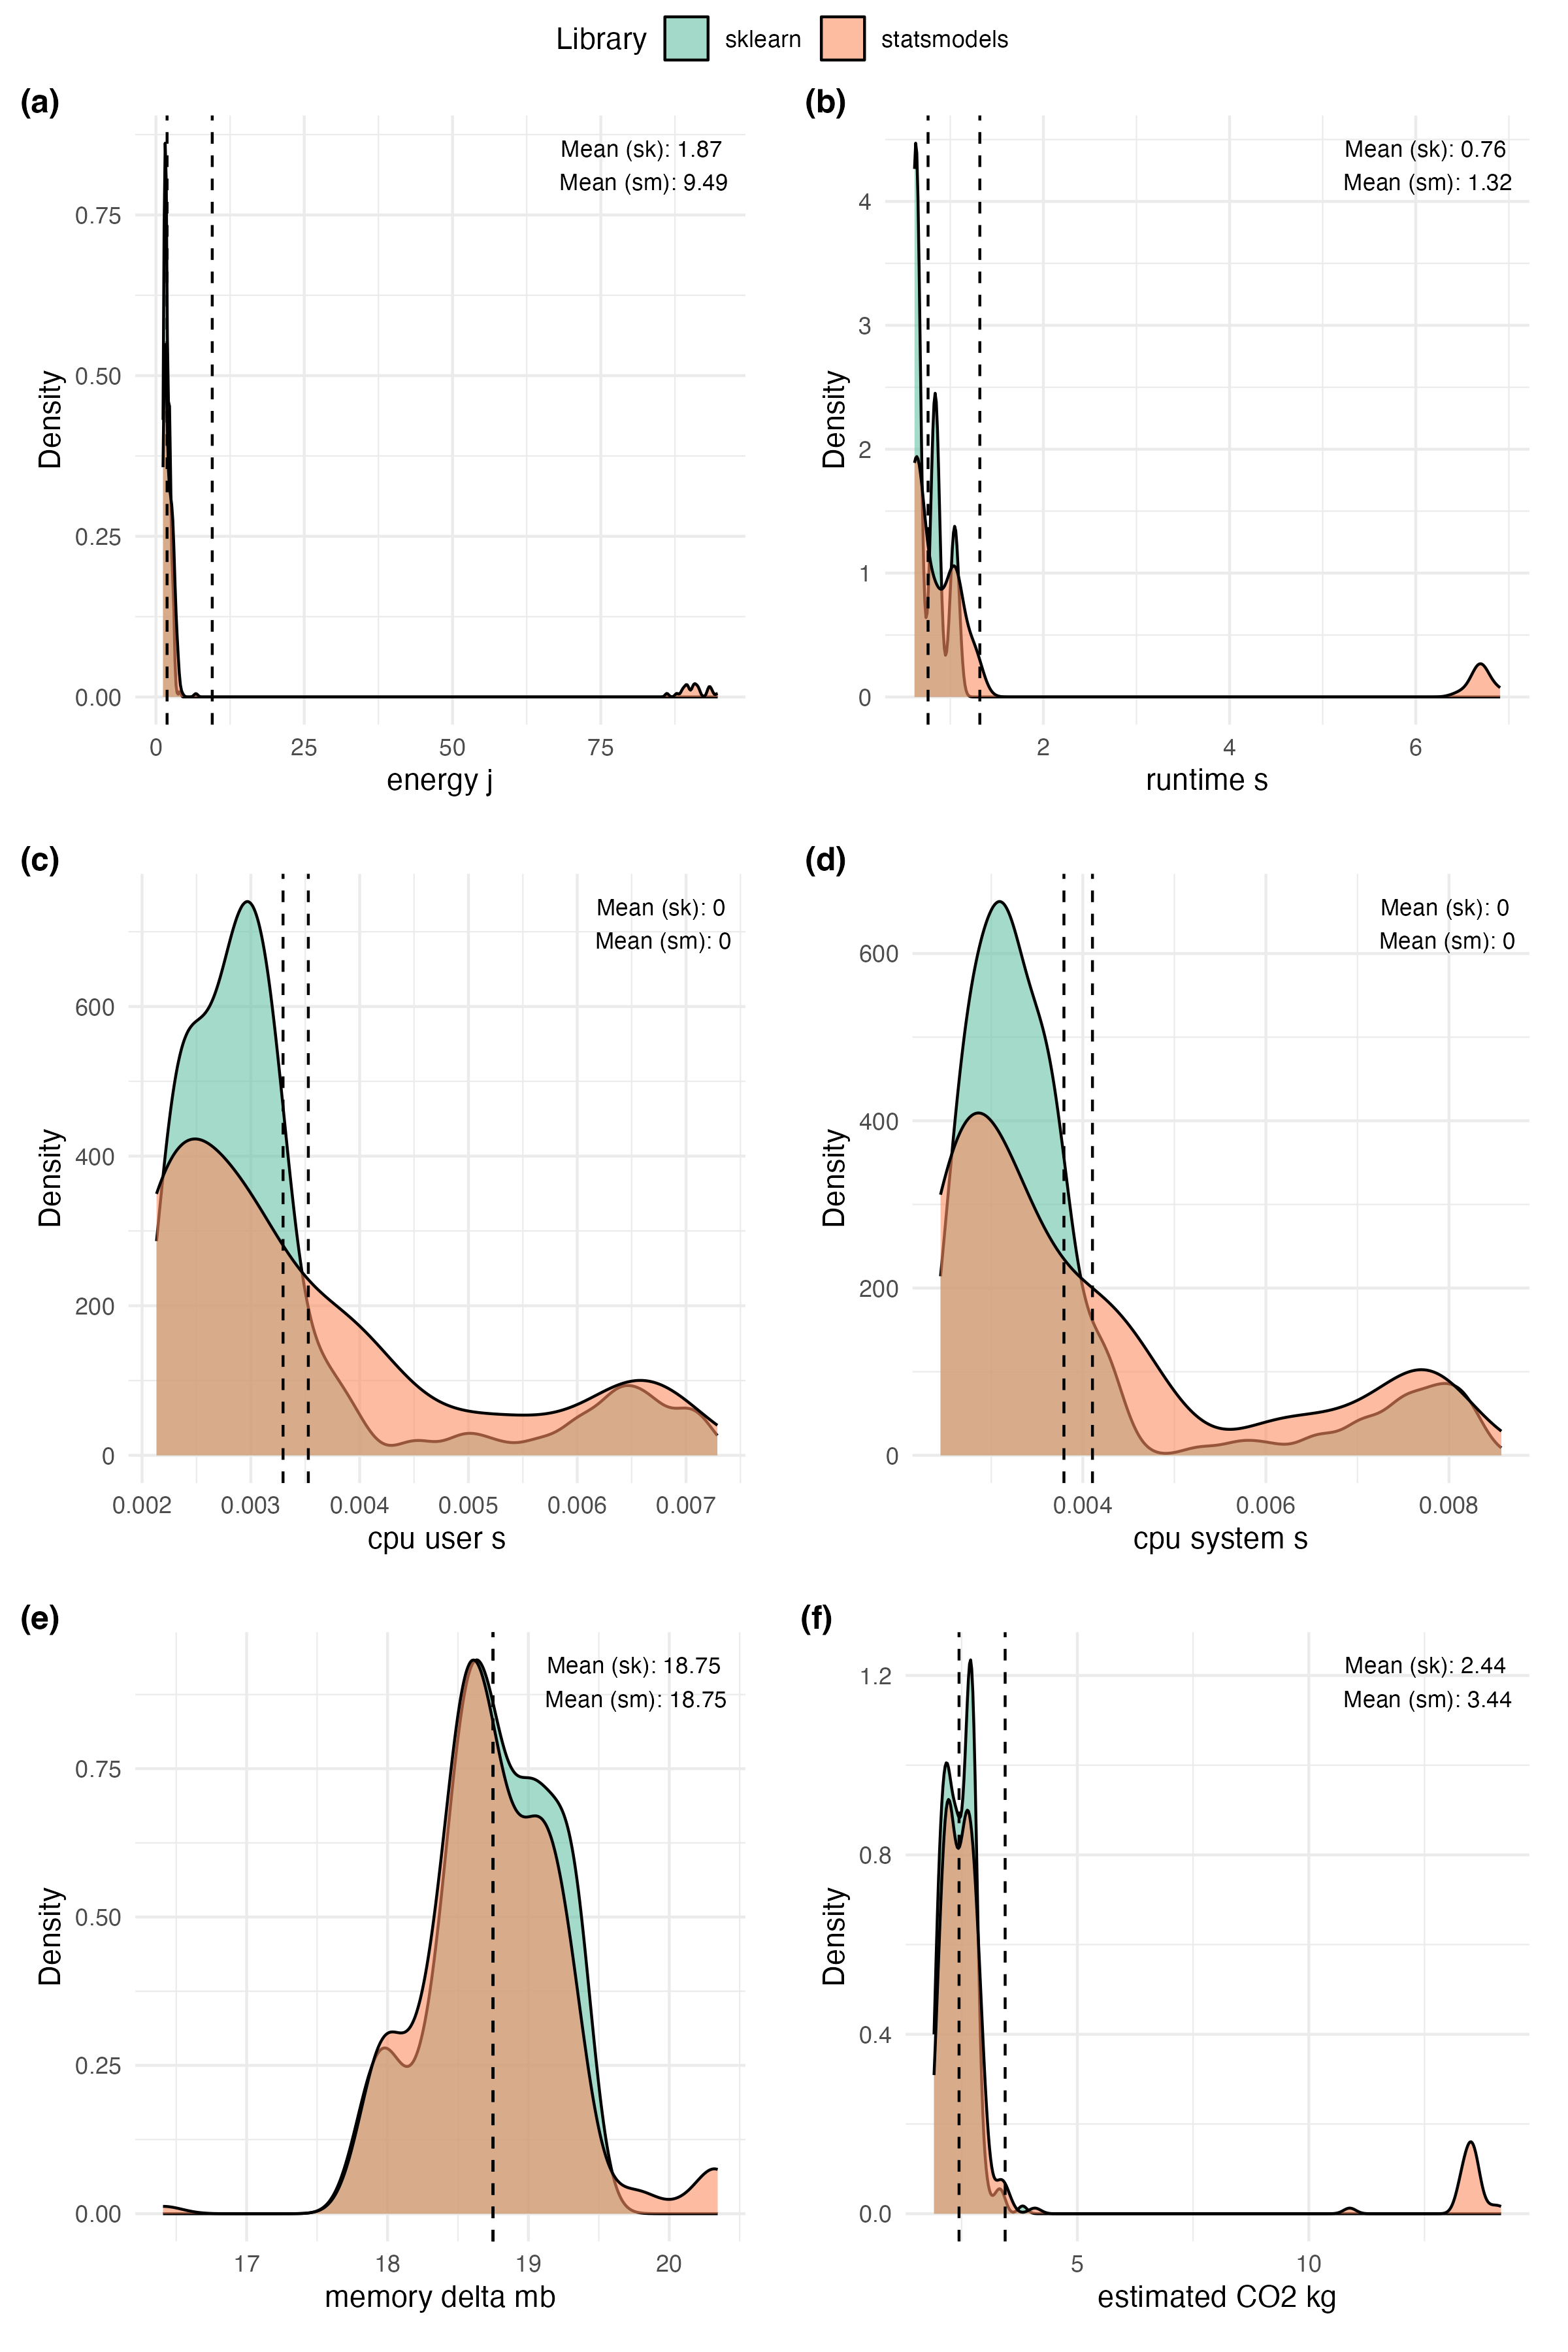 Library sklearn statsmodels
(a)
Mean (sk): 1.87
Mean (sm): 9.49
Density
0.75
0.50
0.25
0.00
0 25 50 75
energy j
(b)
Mean (sk): 0.76
Mean (sm): 1.32
Density
4
3
2
1
0
2 4 6
runtime s
(c)
Mean (sk): 0
Mean (sm): 0
Density
600
400
200
0
0.002 0.003 0.004 0.005 0.006 0.007
cpu user s
(d)
Mean (sk): 0
Mean (sm): 0
Density
600
400
200
0
0.004 0.006 0.008
cpu system s
(e)
Mean (sk): 18.75
Mean (sm): 18.75
Density
0.75
0.50
0.25
0.00
17 18 19 20
memory delta mb
(f)
Mean (sk): 2.44
Mean (sm): 3.44
Density
1.2
0.8
0.4
0.0
5 10
estimated CO2 kg